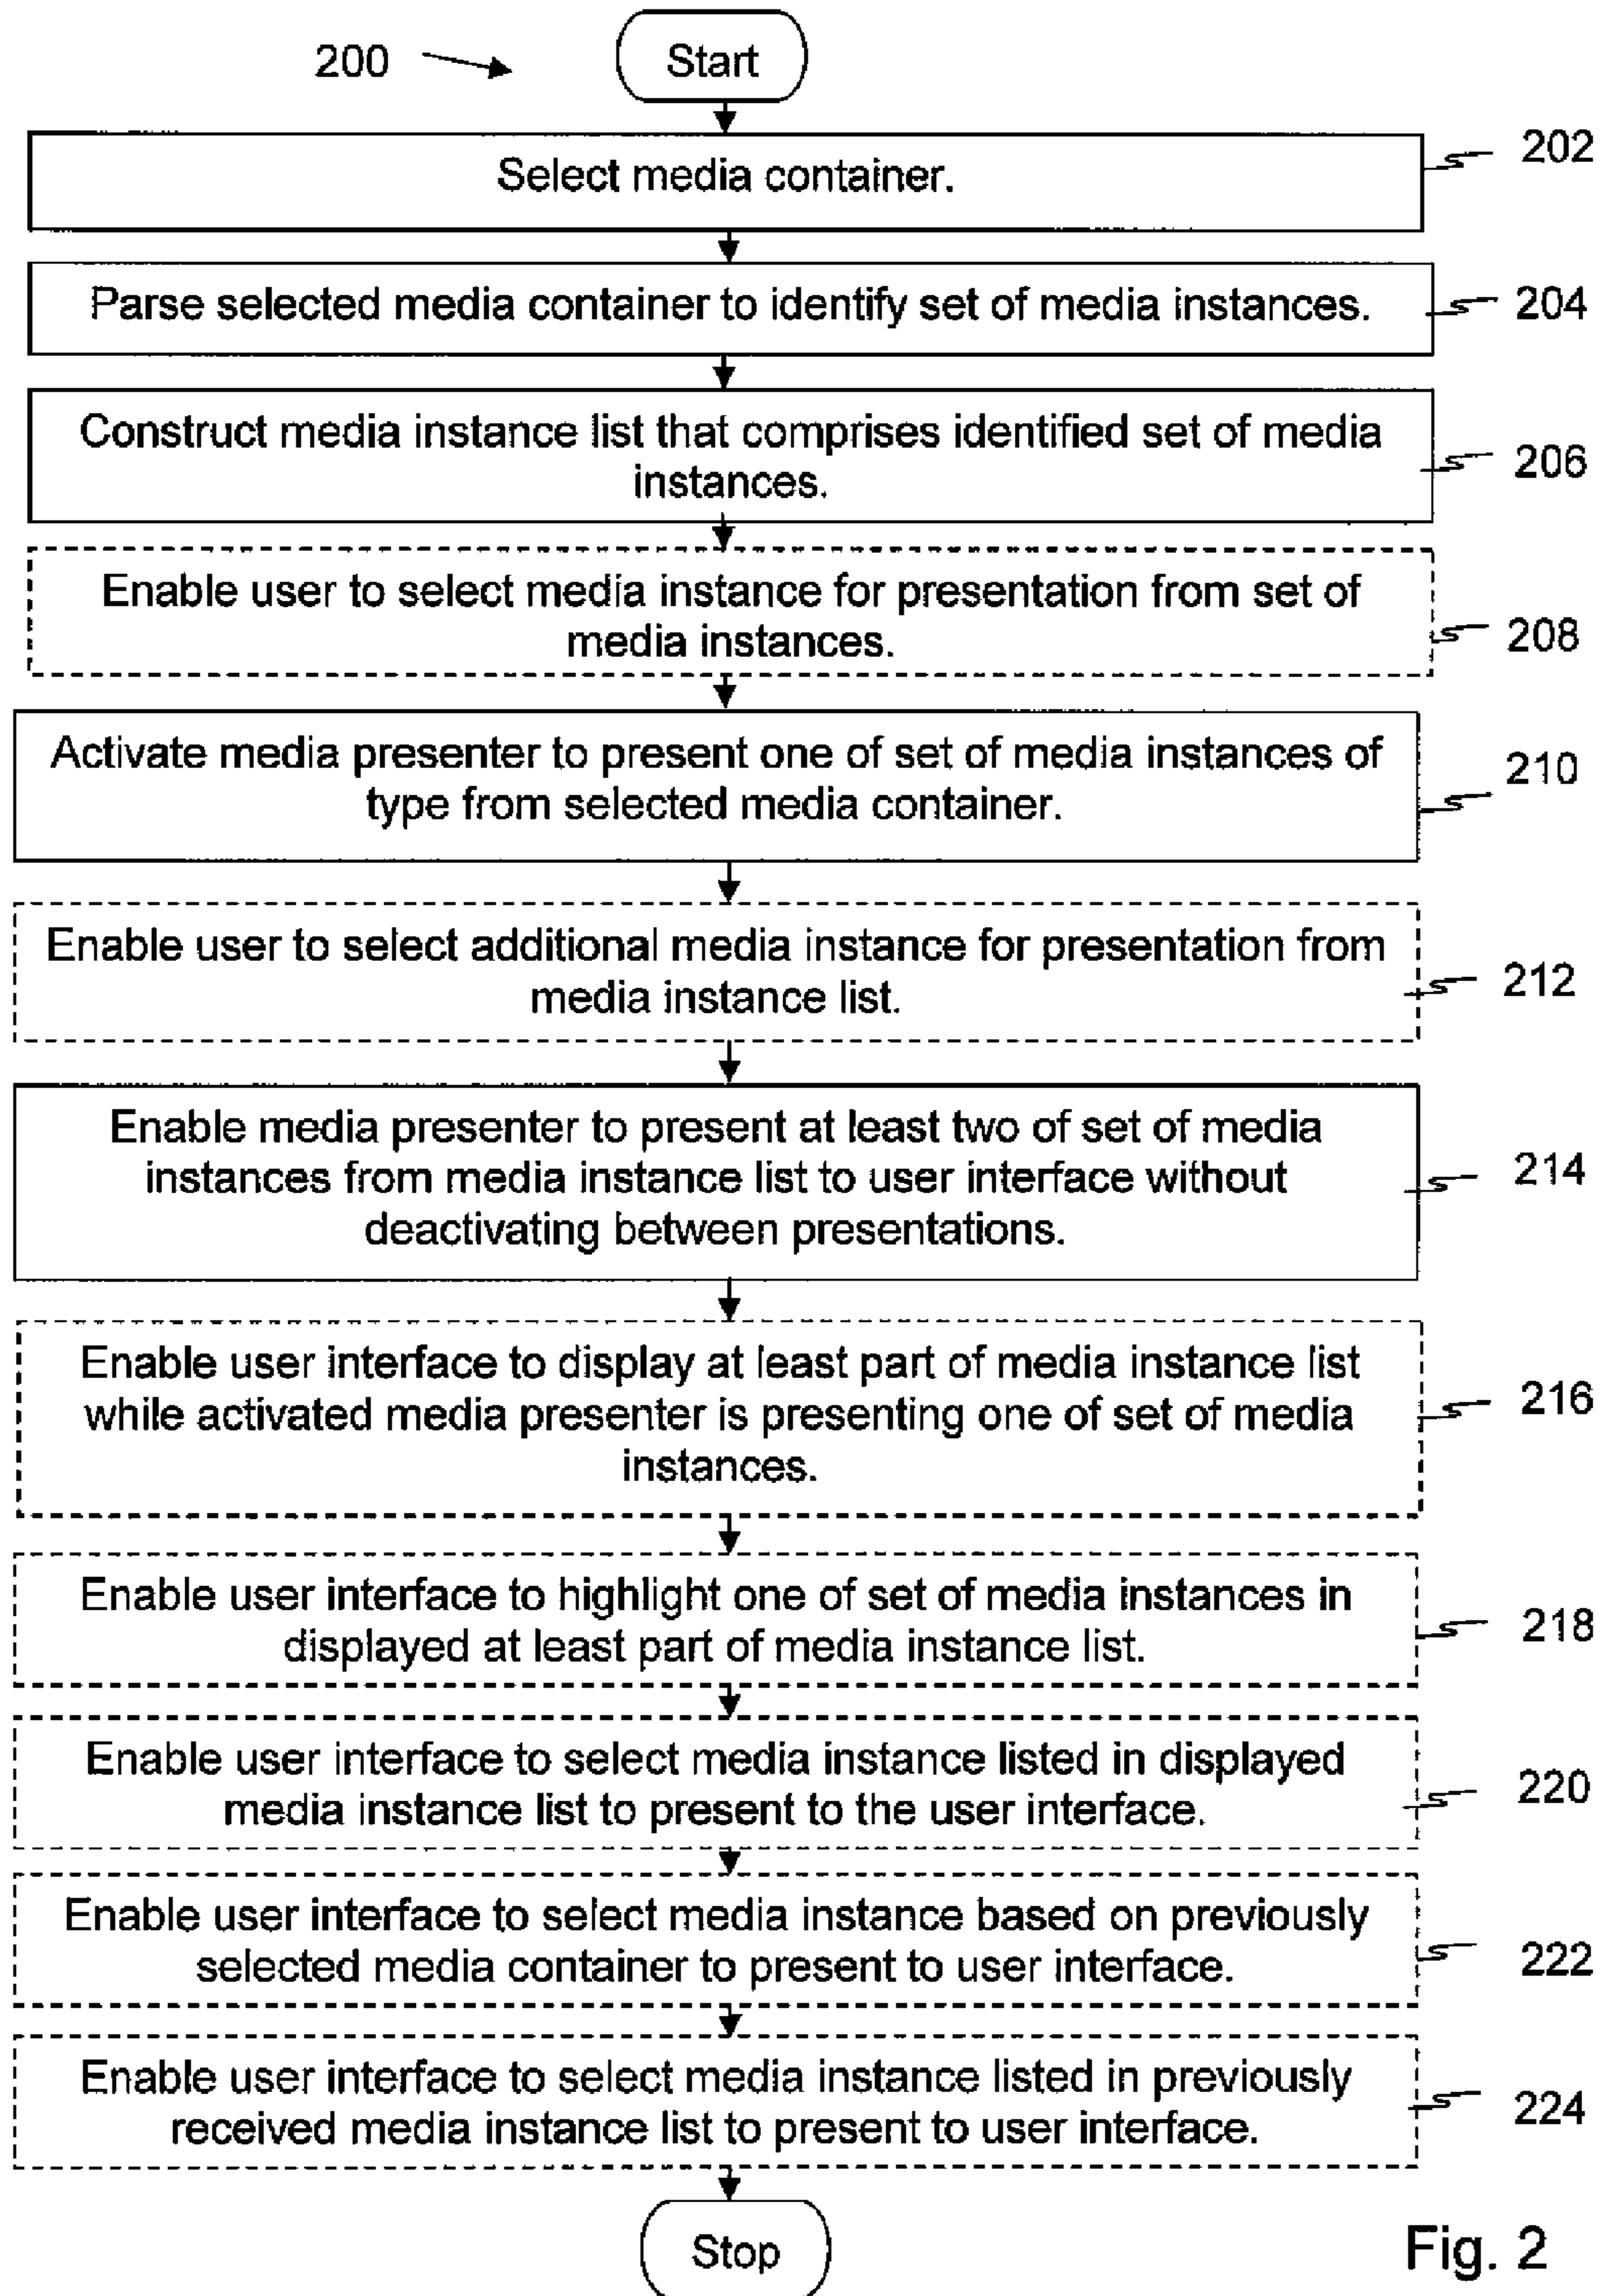 200
Start
Select media container.
202
Parse selected media container to identify set of media instances.
204
Construct media instance list that comprises identified set of media
instances.
206
Enable user to select media instance for presentation from set of
media instances.
208
Activate media presenter to present one of set of media instances of
type from selected media container.
210
Enable user to select additional media instance for presentation from
media instance list.
212
Enable media presenter to present at least two of set of media
instances from media instance list to user interface without
deactivating between presentations.
214
Enable user interface to display at least part of media instance list
while activated media presenter is presenting one of set of media
instances.
216
Enable user interface to highlight one of set of media instances in
displayed at least part of media instance list.
218
Enable user interface to select media instance listed in displayed
media instance list to present to the user interface.
220
Enable user interface to select media instance based on previously
selected media container to present to user interface.
222
Enable user interface to select media instance listed in previously
received media instance list to present to user interface.
224
Stop
Fig. 2